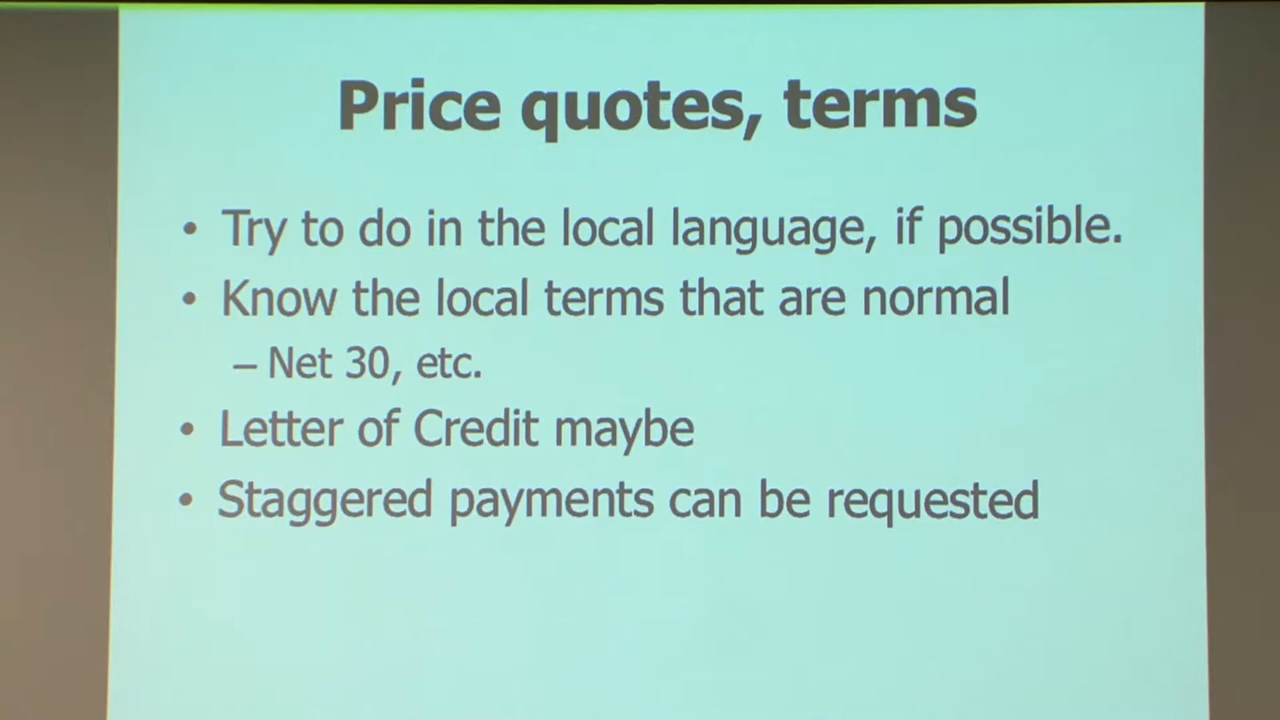 Price quotes, terms
• Try to do in the local language, if possible.
• Know the local terms that are normal
– Net 30, etc.
• Letter of Credit maybe
• Staggered payments can be requested